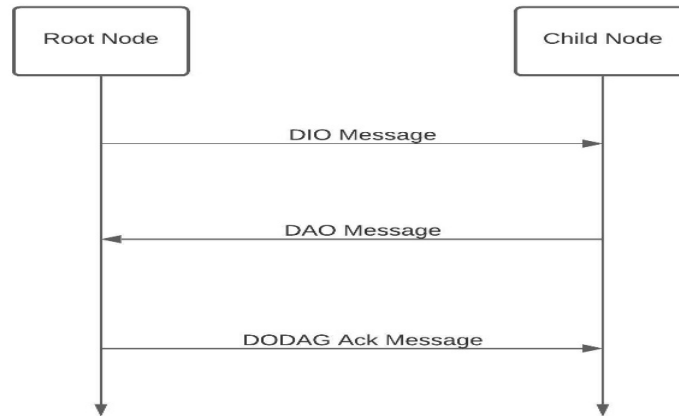 Root Node
Child Node
DIO Message
DAO Message
DODAG Ack Message